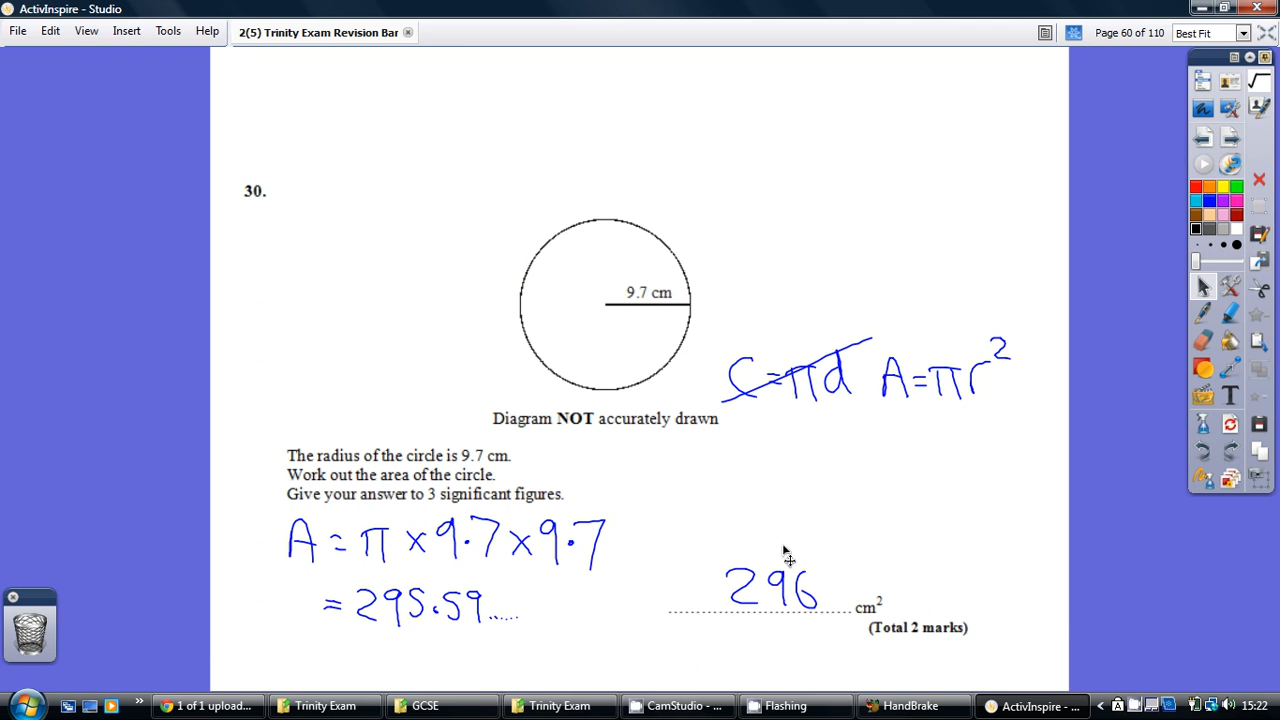 ActivInspire - Studio
File Edit View Insert Tools Help
2(5) Trinity Exam Revision Bar
Page 60 of 110
Best Fit
30.
9.7 cm
C=πd A=πr²
Diagram NOT accurately drawn
The radius of the circle is 9.7 cm.
Work out the area of the circle.
Give your answer to 3 significant figures.
A = π × 9.7 × 9.7
= 295.59......
296 cm²
(Total 2 marks)
1 of 1 upload... Trinity Exam GCSE Trinity Exam CamStudio - ... Flashing HandBrake ActivInspire - ... 15:22